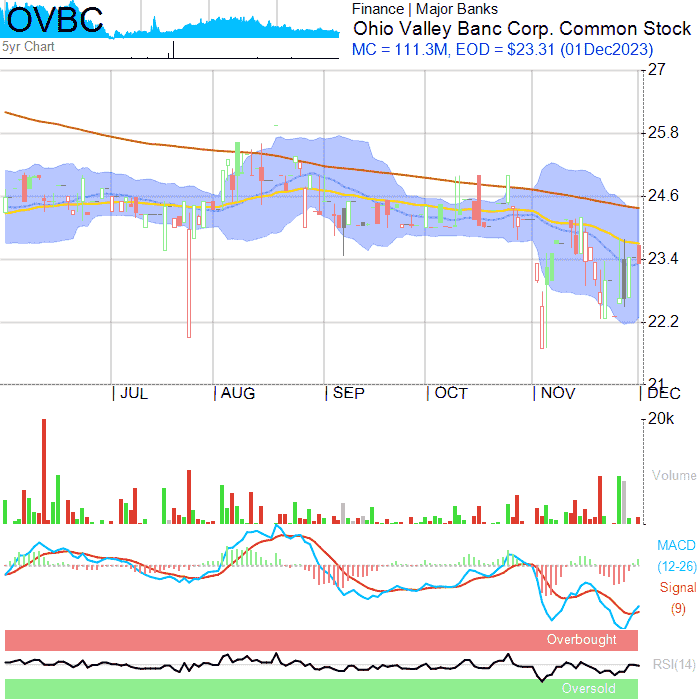 OVBC
5yr Chart
Finance | Major Banks
Ohio Valley Banc Corp. Common Stock
MC = 111.3M, EOD = $23.31 (01Dec2023)
27
25.8
24.6
23.4
22.2
21
JUL AUG SEP OCT NOV DEC
20k
Volume
MACD
(12-26)
Signal
(9)
Overbought
RSI(14)
Oversold